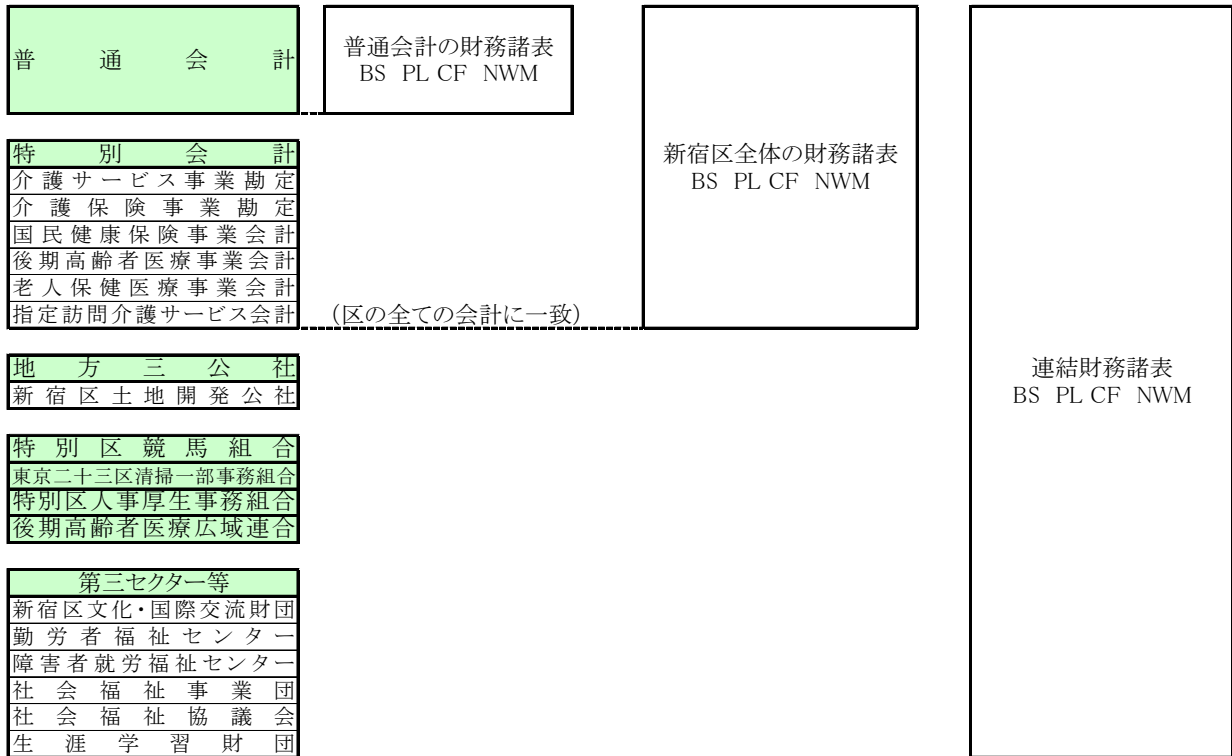 普通会計
普通会計の財務諸表
BS PL CF NWM
特別会計
介護サービス事業勘定
介護保険事業勘定
国民健康保険事業会計
後期高齢者医療事業会計
老人保健医療事業会計
指定訪問介護サービス会計
(区の全ての会計に一致)
新宿区全体の財務諸表
BS PL CF NWM
地方三公社
新宿区土地開発公社
特別区競馬組合
東京二十三区清掃一部事務組合
特別区人事厚生事務組合
後期高齢者医療広域連合
第三セクター等
新宿区文化・国際交流財団
勤労者福祉センター
障害者就労福祉センター
社会福祉事業団
社会福祉協議会
生涯学習財団
連結財務諸表
BS PL CF NWM